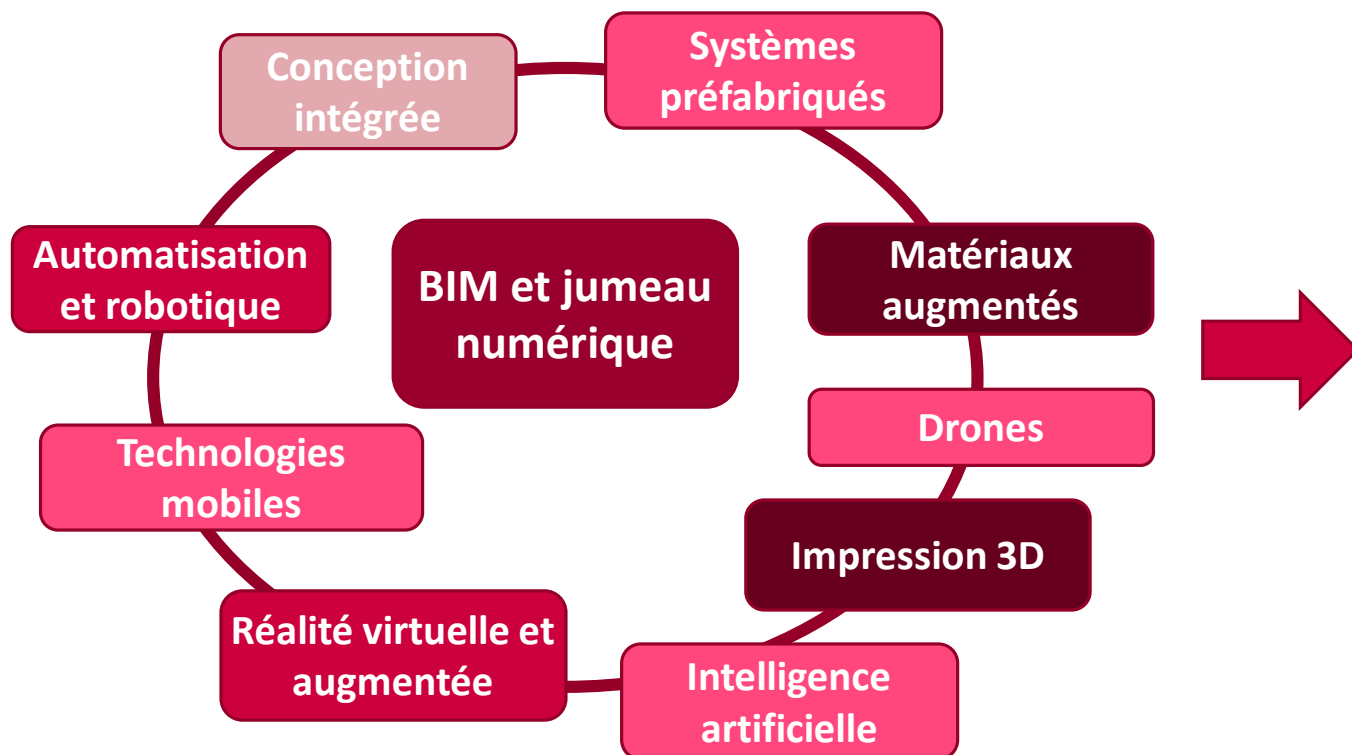 Conception
intégrée
Systèmes
préfabriqués
Automatisation
et robotique
BIM et jumeau
numérique
Matériaux
augmentés
Drones
Technologies
mobiles
Impression 3D
Réalité virtuelle et
augmentée
Intelligence
artificielle